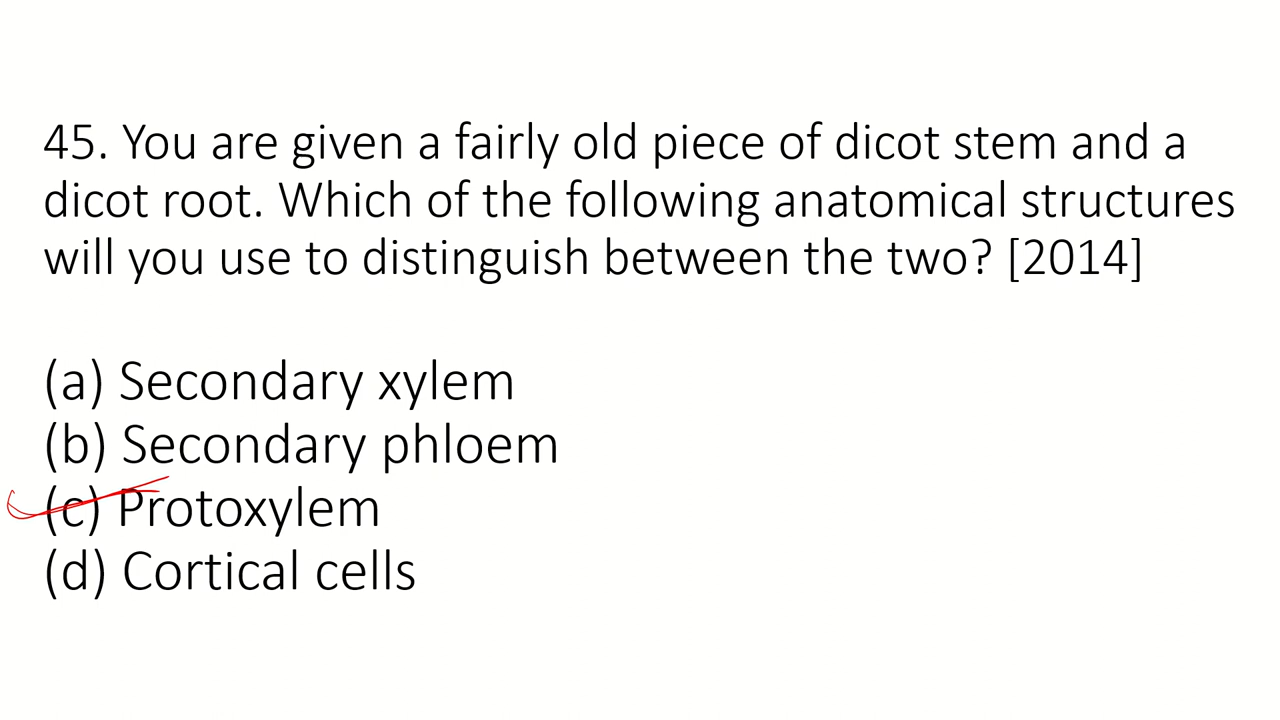 45. You are given a fairly old piece of dicot stem and a
dicot root. Which of the following anatomical structures
will you use to distinguish between the two? [2014]
(a) Secondary xylem
(b) Secondary phloem
(c) Protoxylem
(d) Cortical cells